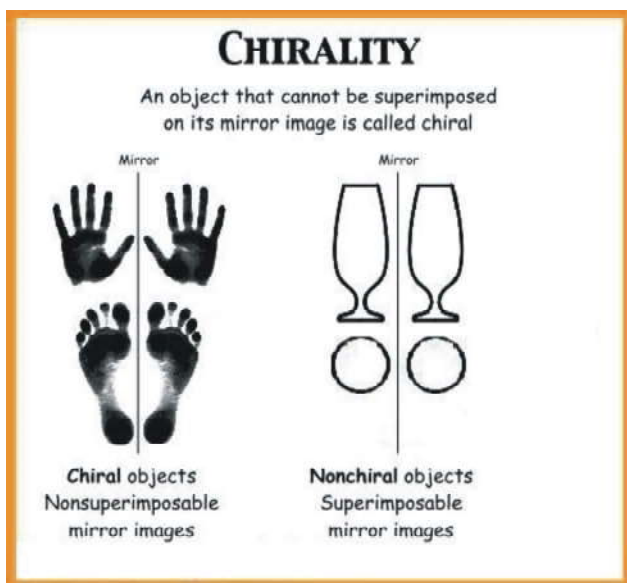 CHIRALITY
An object that cannot be superimposed
on its mirror image is called chiral
Mirror
Mirror
Chiral objects
Nonsuperimposable
mirror images
Nonchiral objects
Superimposable
mirror images